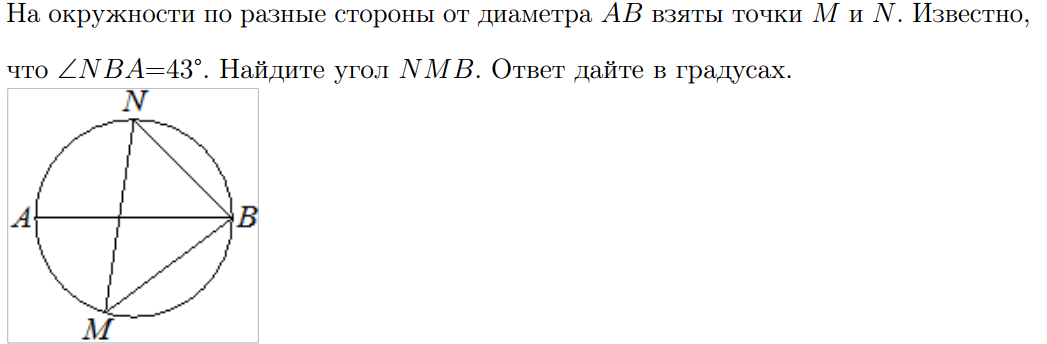 На окружности по разные стороны от диаметра AB взяты точки M и N. Известно,
что ∠NBA=43°. Найдите угол NMB. Ответ дайте в градусах.
N
A
B
M